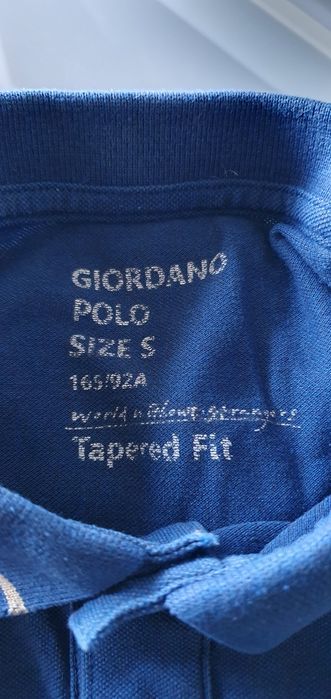 GIORDANO
POLO
SIZE S
165/92A
world without strangers
Tapered Fit